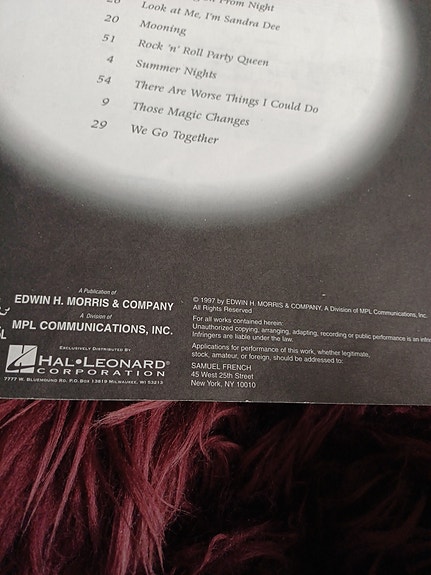 Prom Night
Look at Me, I'm Sandra Dee
20 Mooning
51 Rock 'n' Roll Party Queen
4 Summer Nights
54 There Are Worse Things I Could Do
9 Those Magic Changes
29 We Go Together
A Publication of
EDWIN H. MORRIS & COMPANY
A Division of
MPL COMMUNICATIONS, INC.
EXCLUSIVELY DISTRIBUTED BY
HAL•LEONARD®
CORPORATION
7777 W. BLUEMOUND RD. P.O. BOX 13819 MILWAUKEE, WI 53213
© 1997 by EDWIN H. MORRIS & COMPANY, A Division of MPL Communications, Inc.
All Rights Reserved
For all works contained herein:
Unauthorized copying, arranging, adapting, recording or public performance is an
Infringers are liable under the law.
Applications for performance of this work, whether legitimate,
stock, amateur, or foreign, should be addressed to:
SAMUEL FRENCH
45 West 25th Street
New York, NY 10010